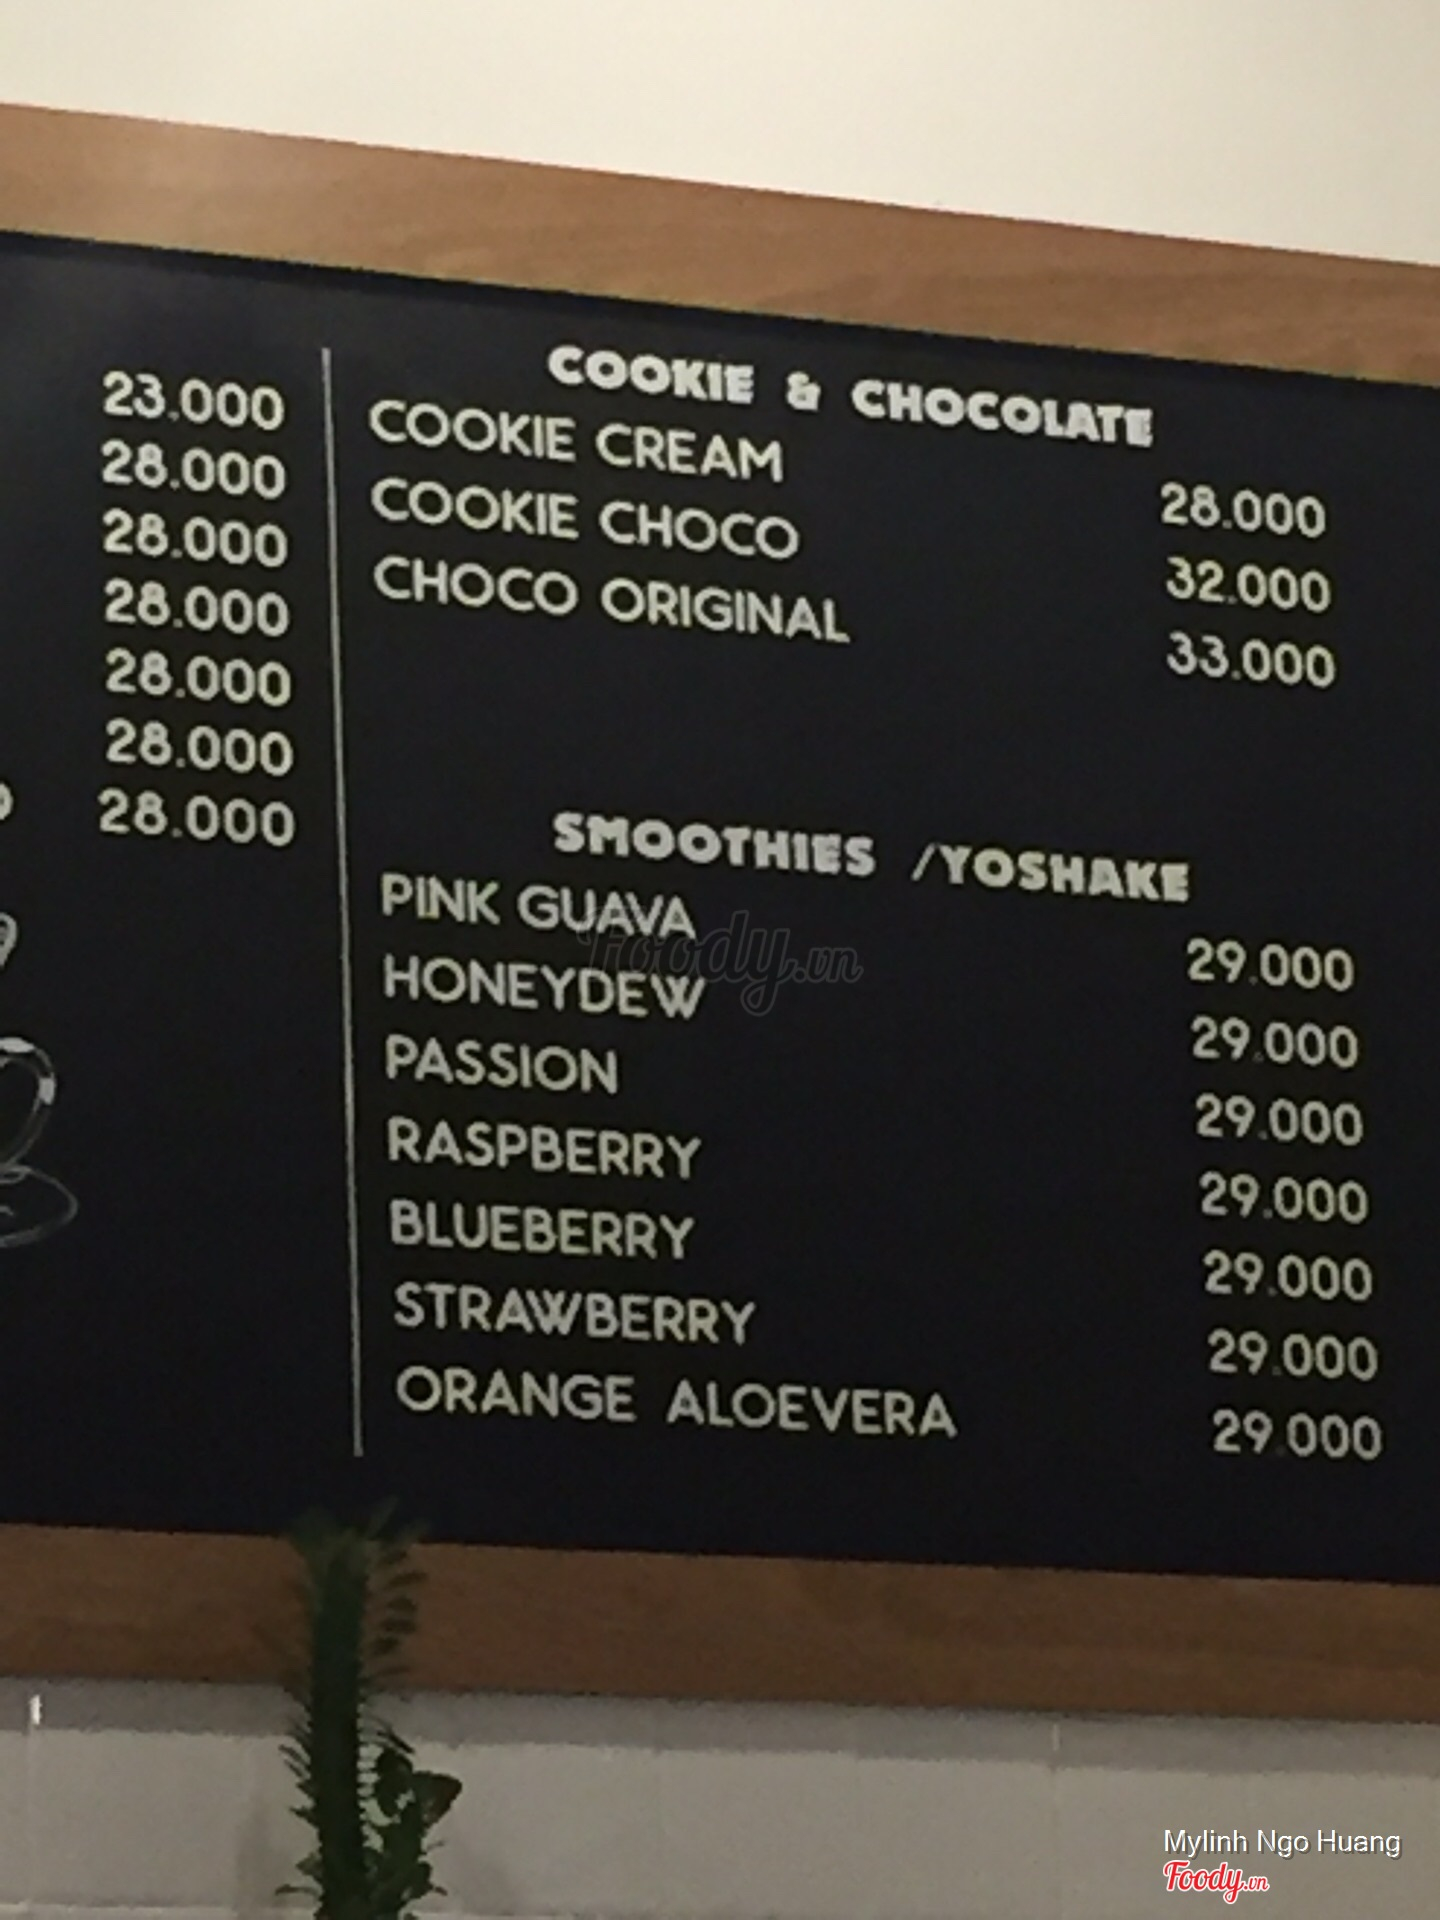 23.000
28.000
28.000
28.000
28.000
28.000
28.000
COOKIE & CHOCOLATE
COOKIE CREAM 28.000
COOKIE CHOCO 32.000
CHOCO ORIGINAL 33.000
SMOOTHIES /YOSHAKE
PINK GUAVA 29.000
HONEYDEW 29.000
PASSION 29.000
RASPBERRY 29.000
BLUEBERRY 29.000
STRAWBERRY 29.000
ORANGE ALOEVERA 29.000
Foody.vn
Mylinh Ngo Huang
Foody.vn